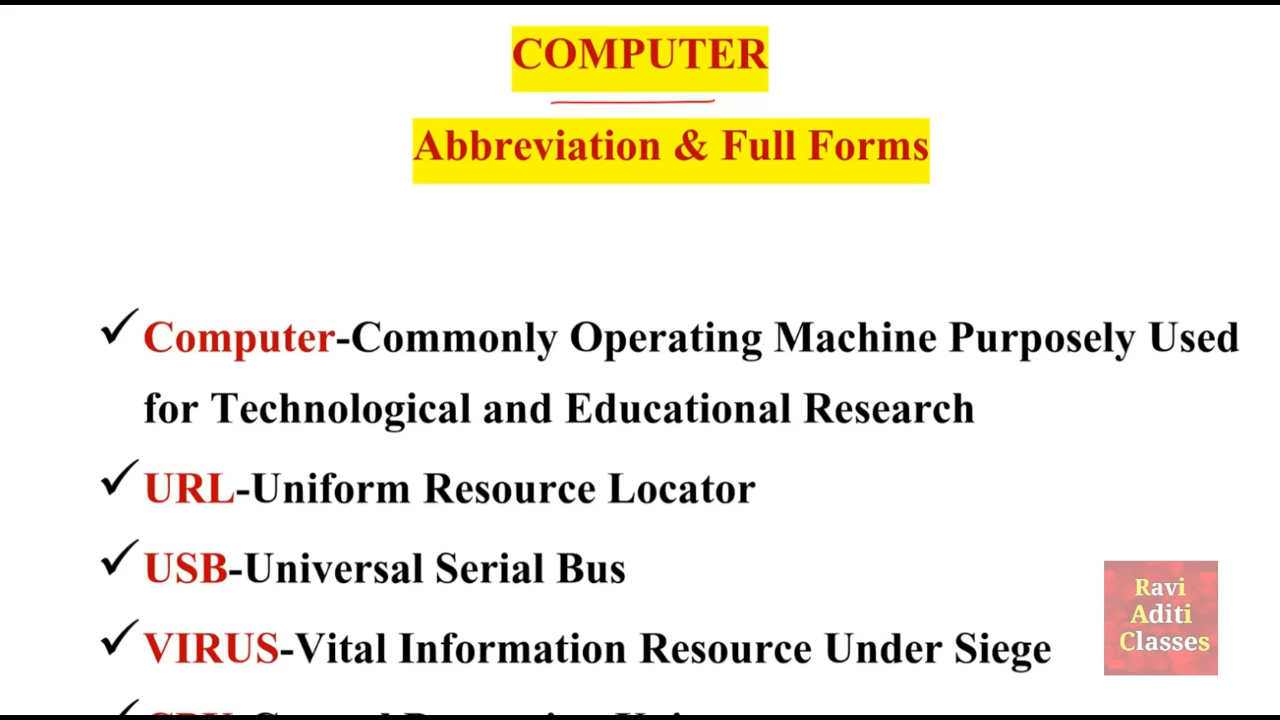 COMPUTER
Abbreviation & Full Forms
Computer-Commonly Operating Machine Purposely Used
for Technological and Educational Research
URL-Uniform Resource Locator
USB-Universal Serial Bus
VIRUS-Vital Information Resource Under Siege
Ravi
Aditi
Classes